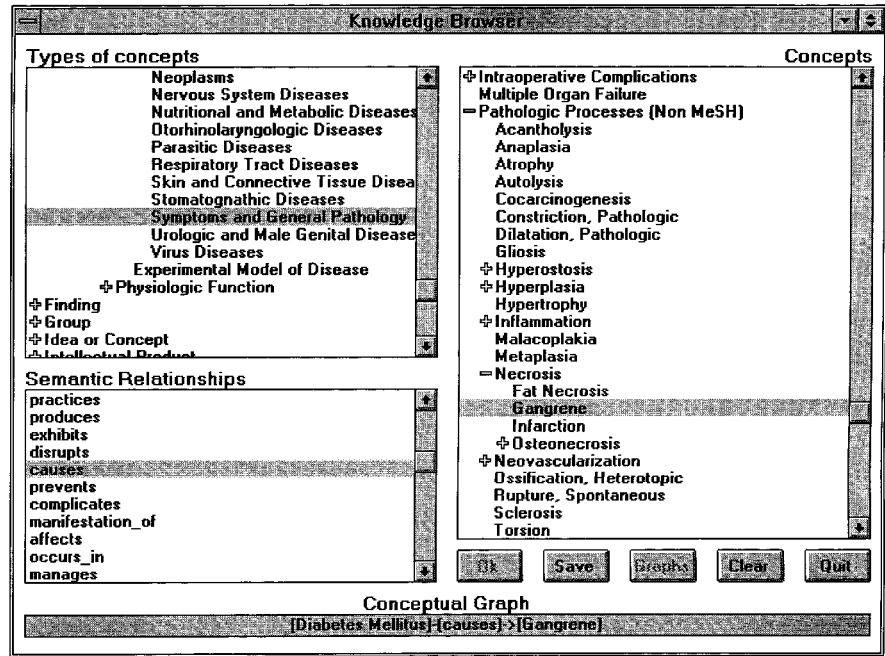 Knowledge Browser
Types of concepts
Neoplasms
Nervous System Diseases
Nutritional and Metabolic Diseases
Otorhinolaryngologic Diseases
Parasitic Diseases
Respiratory Tract Diseases
Skin and Connective Tissue Disea
Stomatognathic Diseases
Symptoms and General Pathology
Urologic and Male Genital Disease
Virus Diseases
Experimental Model of Disease
Physiologic Function
Finding
Group
Idea or Concept
Intellectual Product
Semantic Relationships
practices
produces
exhibits
disrupts
causes
prevents
complicates
manifestation_of
affects
occurs_in
manages
Concepts
Intraoperative Complications
Multiple Organ Failure
Pathologic Processes (Non MeSH)
Acantholysis
Anaplasia
Atrophy
Autolysis
Cocarcinogenesis
Constriction, Pathologic
Dilatation, Pathologic
Gliosis
Hyperostosis
Hyperplasia
Hypertrophy
Inflammation
Malacoplakia
Metaplasia
Necrosis
Fat Necrosis
Gangrene
Infarction
Osteonecrosis
Neovascularization
Ossification, Heterotopic
Rupture, Spontaneous
Sclerosis
Torsion
Ok Save Graphs Clear Quit
Conceptual Graph
[Diabetes Mellitus]-(causes)->[Gangrene]